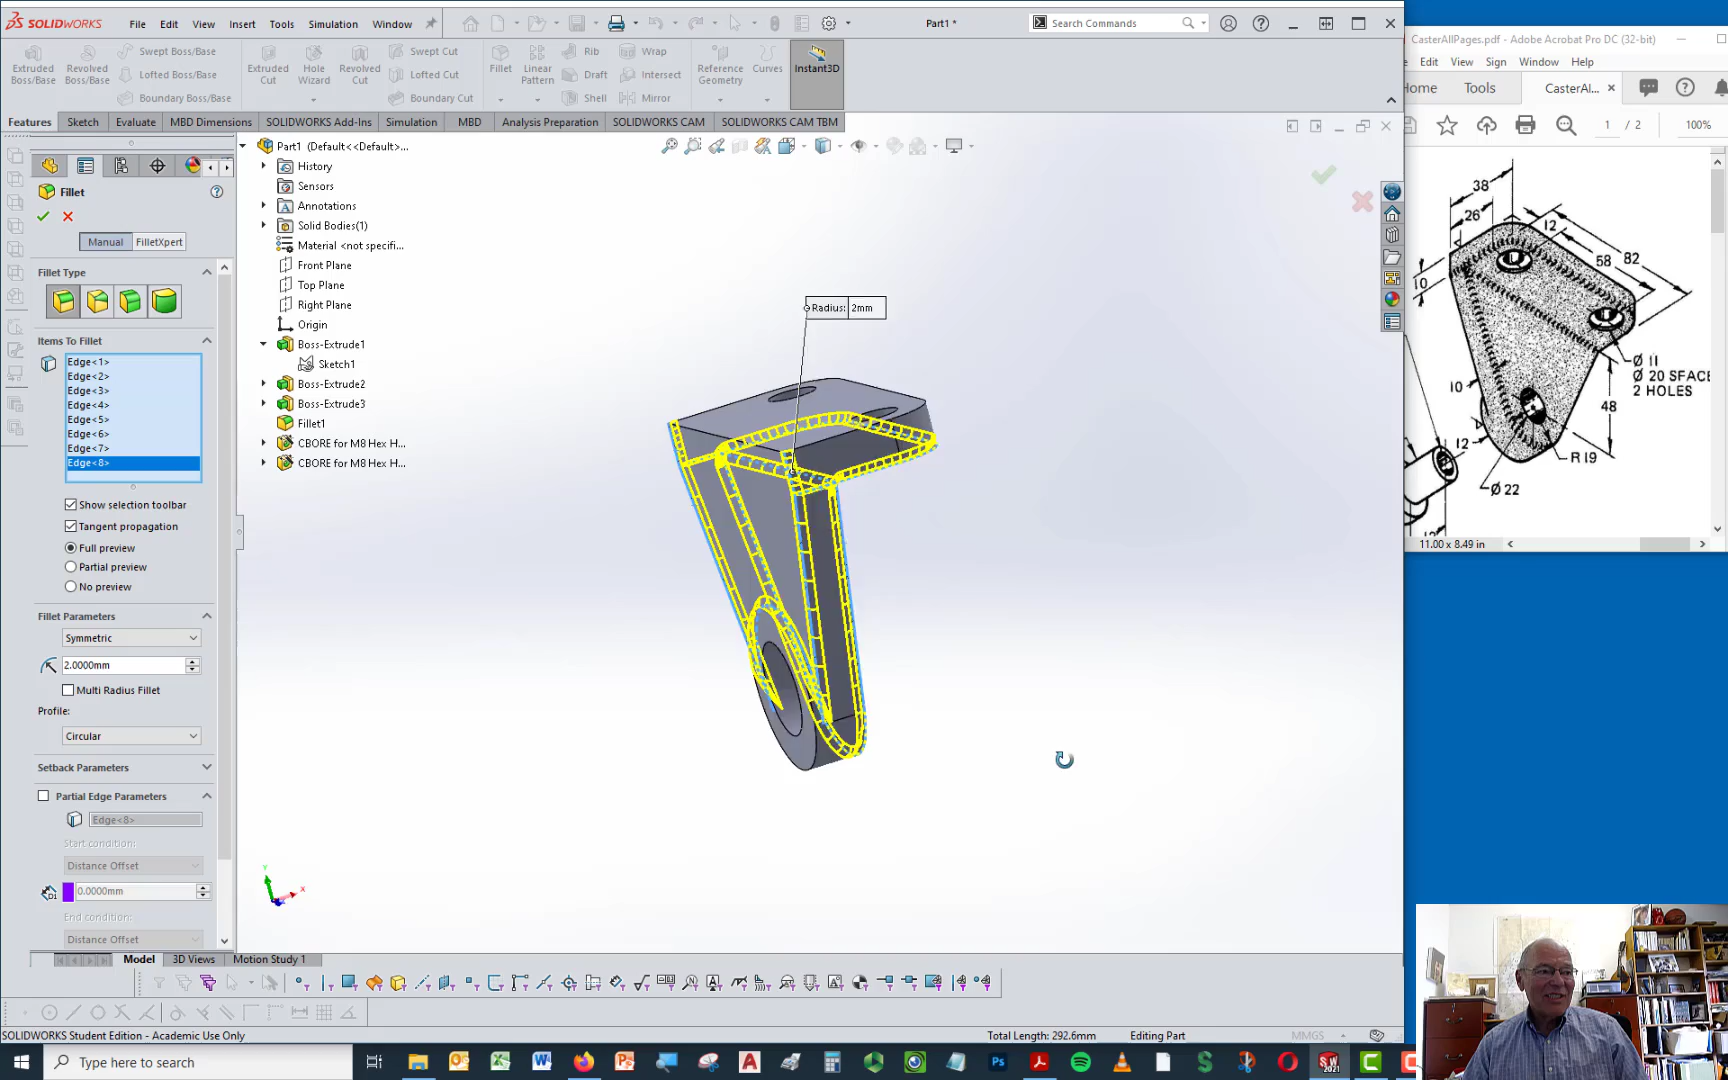 SOLIDWORKS File Edit View Insert Tools Simulation Window Part1 * Search Commands
Extruded Boss/Base
Revolved Boss/Base
Swept Boss/Base
Lofted Boss/Base
Boundary Boss/Base
Extruded Cut
Hole Wizard
Revolved Cut
Swept Cut
Lofted Cut
Boundary Cut
Fillet
Linear Pattern
Rib
Draft
Shell
Wrap
Intersect
Mirror
Reference Geometry
Curves
Instant3D
Features Sketch Evaluate MBD Dimensions SOLIDWORKS Add-Ins Simulation MBD Analysis Preparation SOLIDWORKS CAM SOLIDWORKS CAM TBM
Fillet
Manual FilletXpert
Fillet Type
Items To Fillet
Edge<1>
Edge<2>
Edge<3>
Edge<4>
Edge<5>
Edge<6>
Edge<7>
Edge<8>
Show selection toolbar
Tangent propagation
Full preview
Partial preview
No preview
Fillet Parameters
Symmetric
2.0000mm
Multi Radius Fillet
Profile:
Circular
Setback Parameters
Partial Edge Parameters
Edge<8>
Start condition:
Distance Offset
0.0000mm
End condition:
Distance Offset
Part1 (Default<<Default>...
History
Sensors
Annotations
Solid Bodies(1)
Material <not specifi...
Front Plane
Top Plane
Right Plane
Origin
Boss-Extrude1
Sketch1
Boss-Extrude2
Boss-Extrude3
Fillet1
CBORE for M8 Hex H...
CBORE for M8 Hex H...
Radius: 2mm
Y
X
Model 3D Views Motion Study 1
SOLIDWORKS Student Edition - Academic Use Only Total Length: 292.6mm Editing Part MMGS
Type here to search
CasterAllPages.pdf - Adobe Acrobat Pro DC (32-bit)
Edit View Sign Window Help
Home Tools CasterAl... ×
1 / 2 100%
38
26
12
58
82
10
Ø 11
Ø 20 SFACE
2 HOLES
10
48
12
R 19
Ø 22
11.00 x 8.49 in